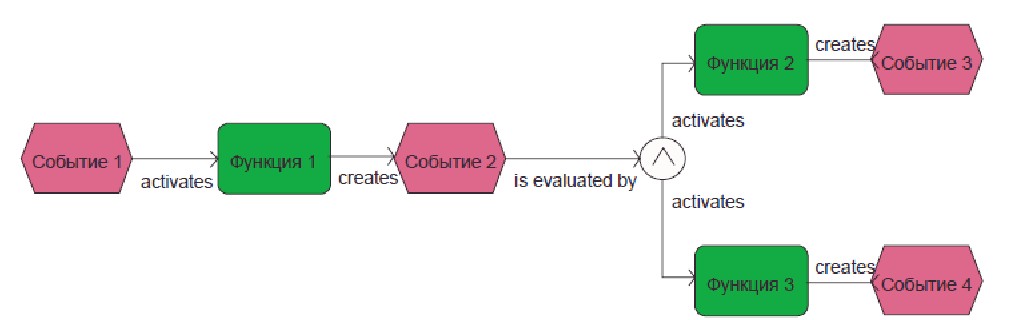 Функция 2
creates
Событие 3
activates
Событие 1
activates
Функция 1
creates
Событие 2
is evaluated by
activates
Функция 3
creates
Событие 4